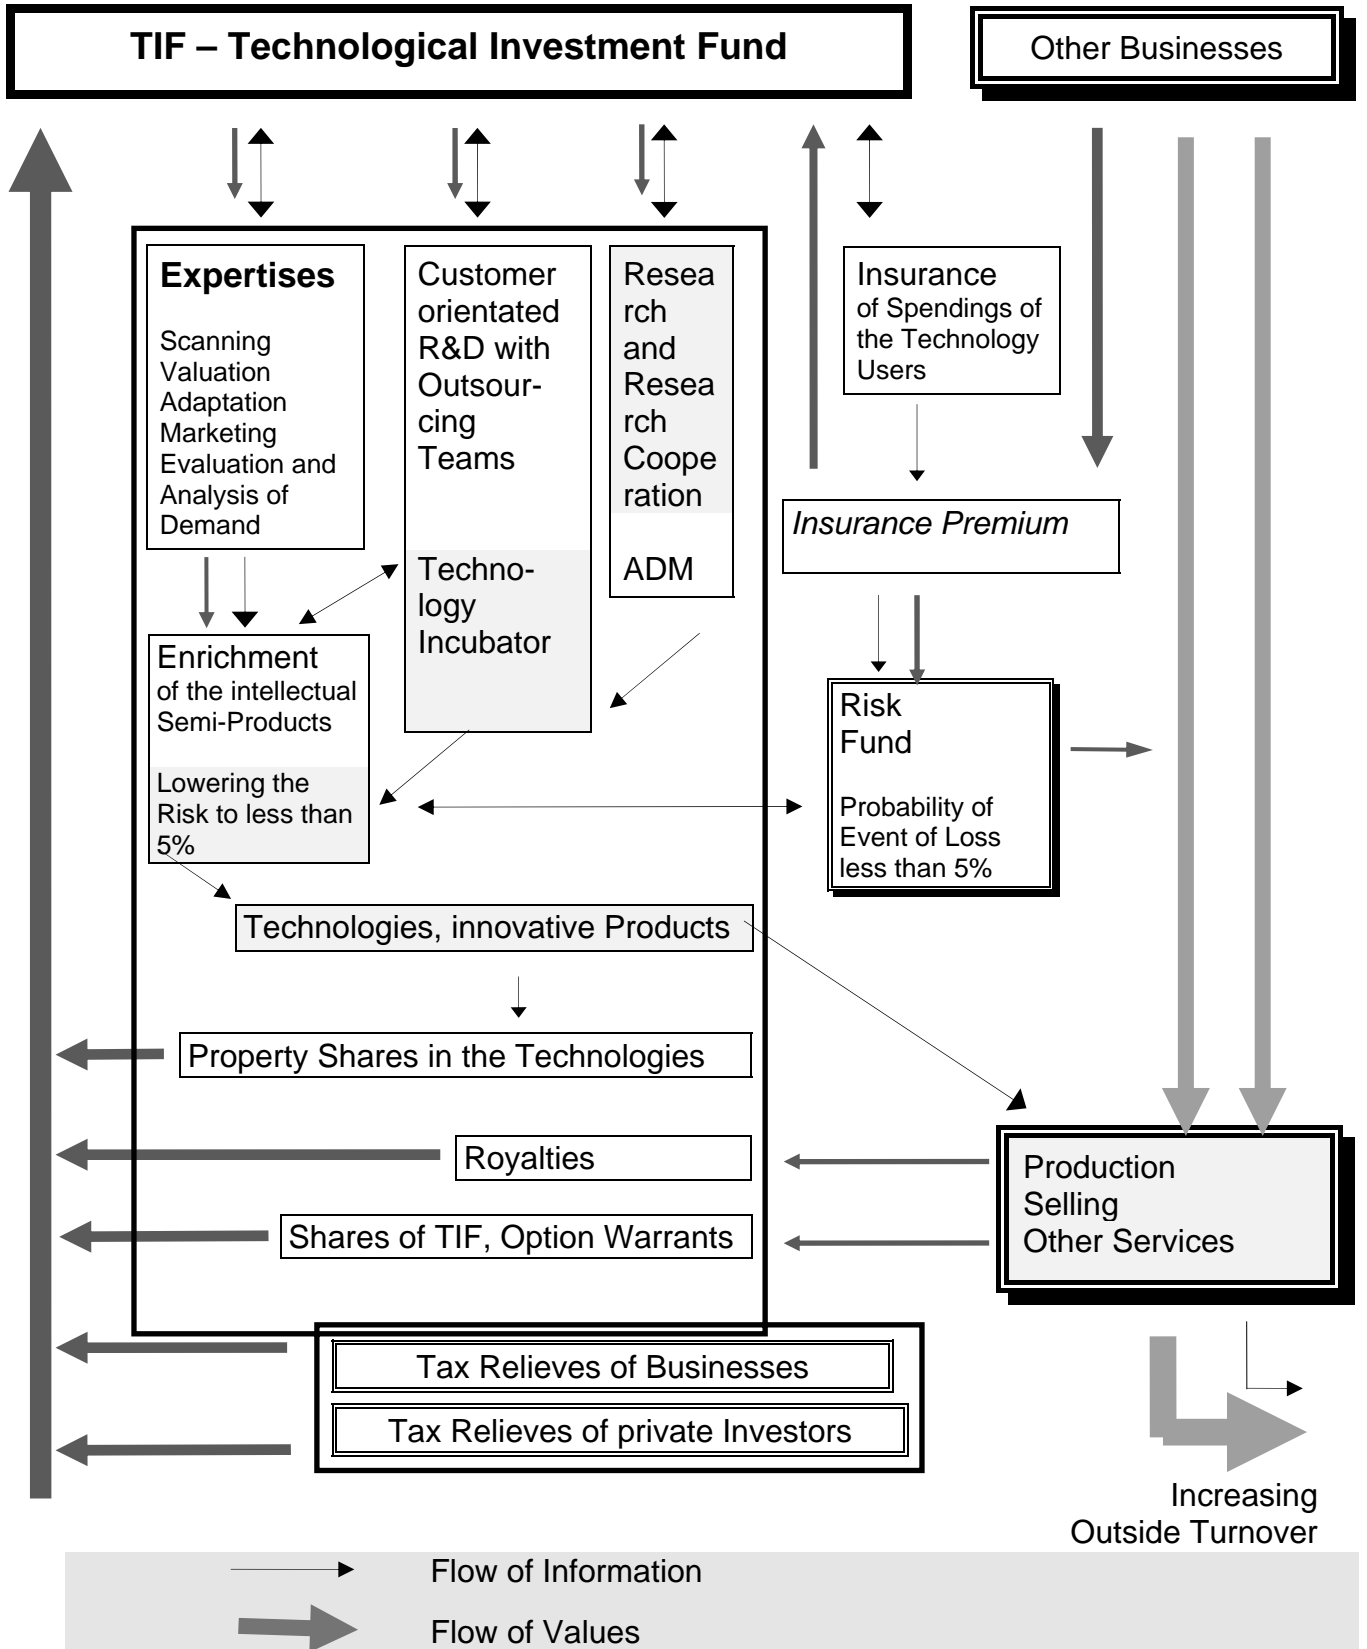 TIF – Technological Investment Fund
Other Businesses
Expertises
Scanning
Valuation
Adaptation
Marketing
Evaluation and
Analysis of
Demand
Customer
orientated
R&D with
Outsour-
cing
Teams
Techno-
logy
Incubator
Resea
rch
and
Resea
rch
Coope
ration
ADM
Insurance
of Spendings of
the Technology
Users
Insurance Premium
Enrichment
of the intellectual
Semi-Products
Lowering the
Risk to less than
5%
Risk
Fund
Probability of
Event of Loss
less than 5%
Technologies, innovative Products
Property Shares in the Technologies
Royalties
Shares of TIF, Option Warrants
Production
Selling
Other Services
Tax Relieves of Businesses
Tax Relieves of private Investors
Increasing
Outside Turnover
Flow of Information
Flow of Values